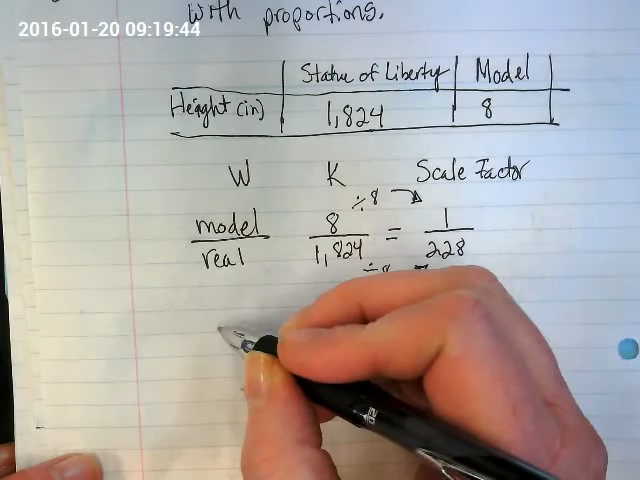 with proportions.
2016-01-20 09:19:44
Statue of Liberty Model
Height (in) 1,824 8
W K Scale Factor
÷8
model 8 = 1
real 1,824 228
÷8